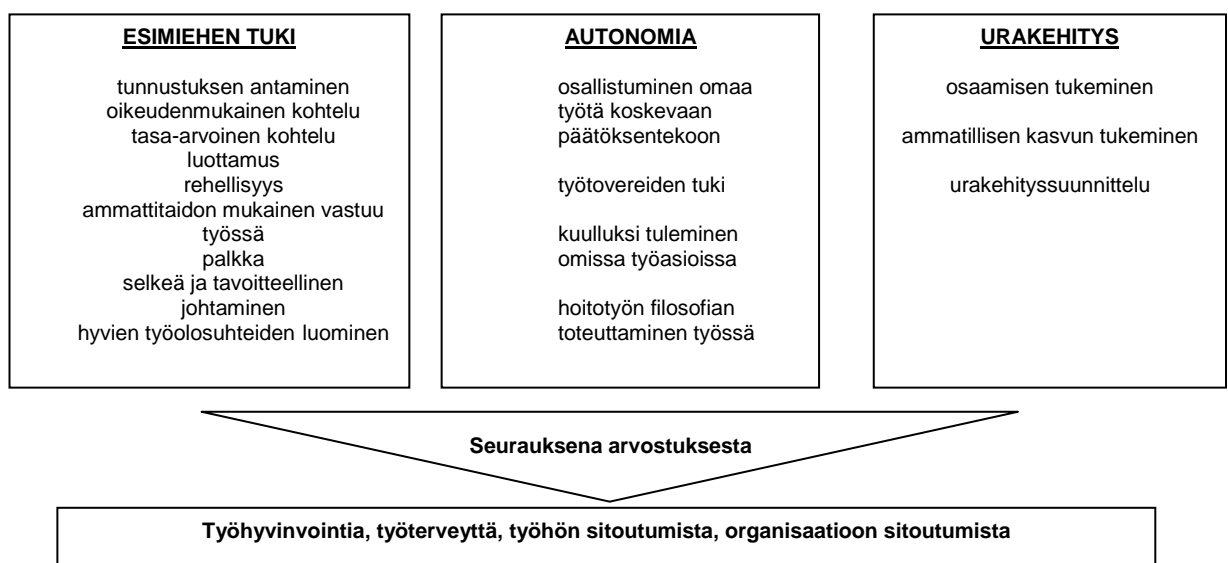 ESIMIEHEN TUKI
tunnustuksen antaminen
oikeudenmukainen kohtelu
tasa-arvoinen kohtelu
luottamus
rehellisyys
ammattitaidon mukainen vastuu
työssä
palkka
selkeä ja tavoitteellinen
johtaminen
hyvien työolosuhteiden luominen
AUTONOMIA
osallistuminen omaa
työtä koskevaan
päätöksentekoon
työtovereiden tuki
kuulluksi tuleminen
omissa työasioissa
hoitotyön filosofian
toteuttaminen työssä
URAKEHITYS
osaamisen tukeminen
ammatillisen kasvun tukeminen
urakehityssuunnittelu
Seurauksena arvostuksesta
Työhyvinvointia, työterveyttä, työhön sitoutumista, organisaatioon sitoutumista